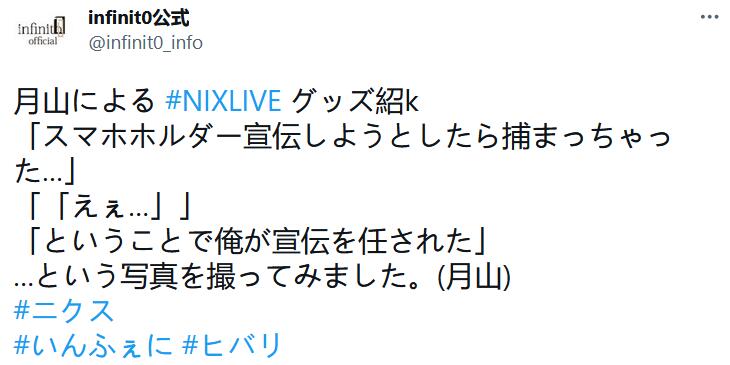 infinit0公式
infinit0 official
@infinit0_info
月山による #NIXLIVE グッズ紹k
「スマホホルダー宣伝しようとしたら捕まっちゃっ
た...」
「「えぇ...」」
「ということで俺が宣伝を任された」
...という写真を撮ってみました。(月山)
#ニクス
#いんふぇに #ヒバリ